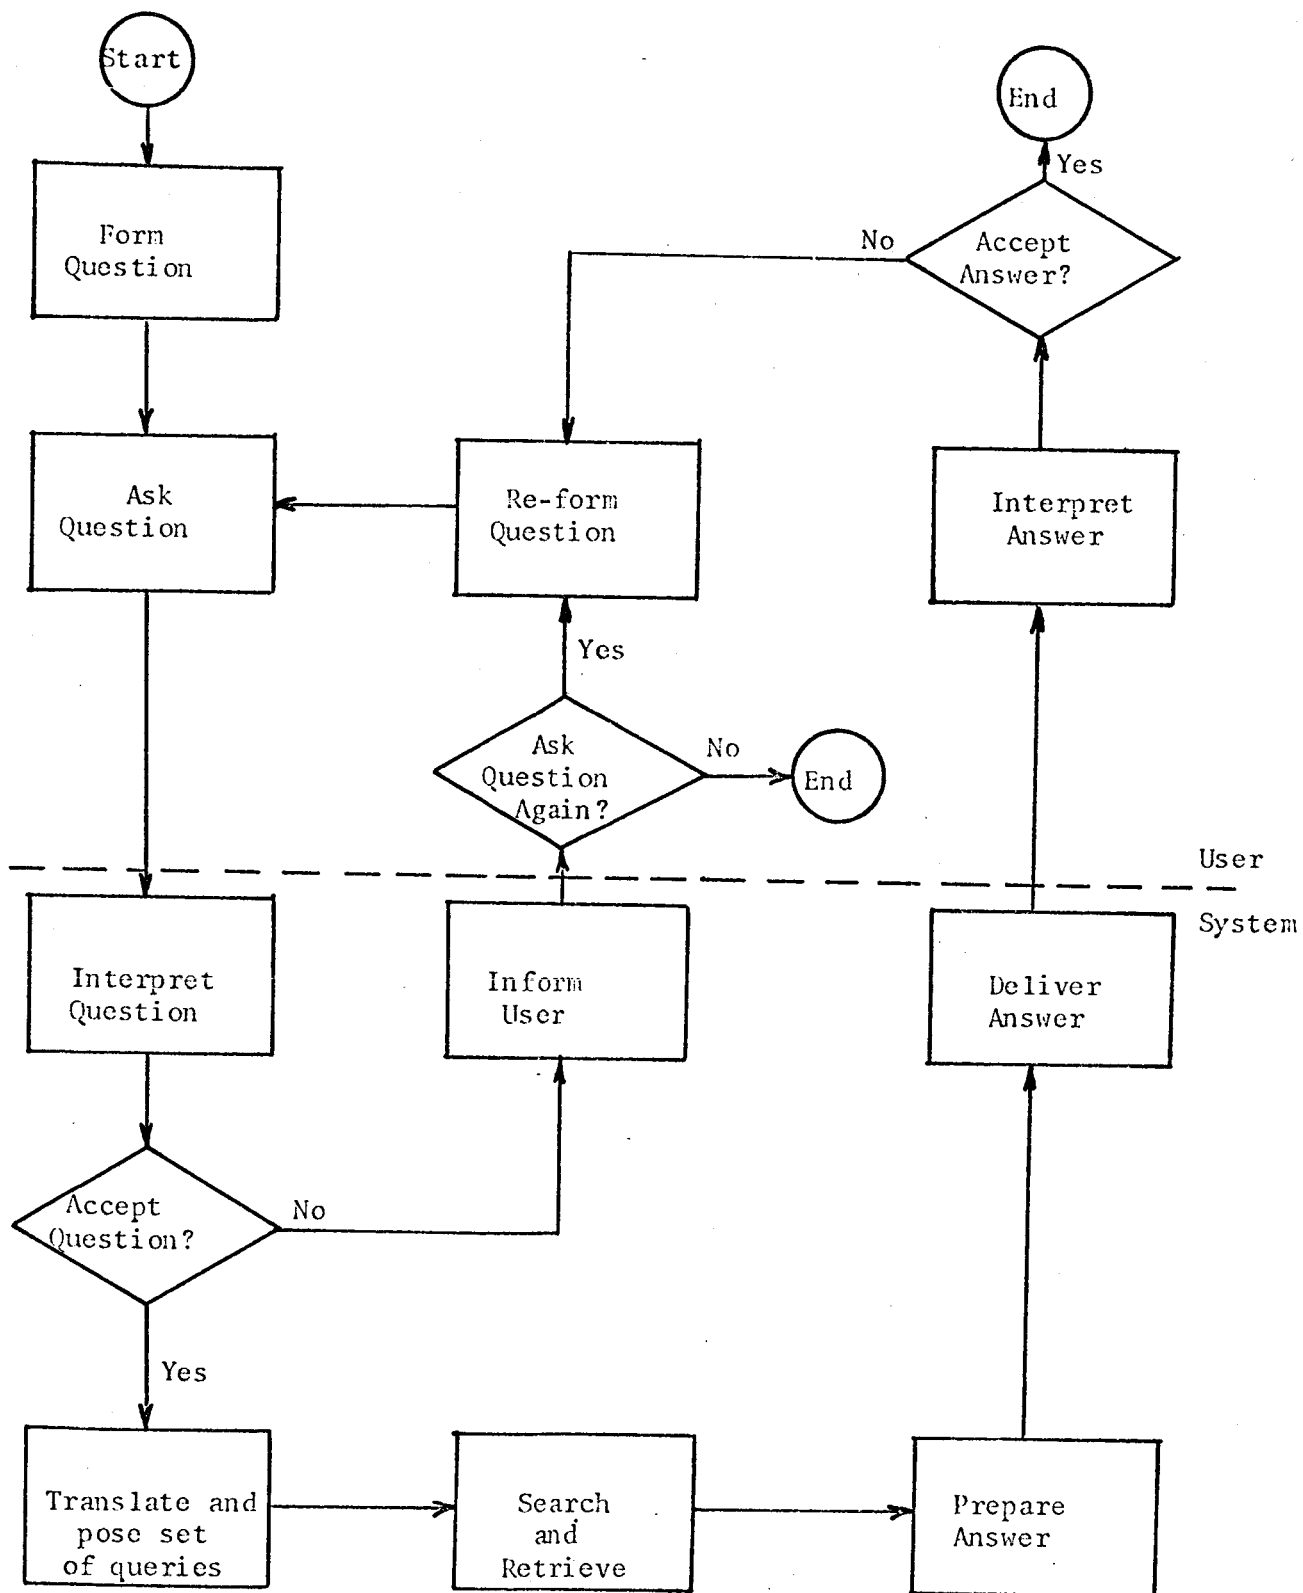 Start
End
Yes
Form
Question
No
Accept
Answer?
Ask
Question
Re-form
Question
Interpret
Answer
Yes
Ask
Question
Again?
No
End
User
System
Interpret
Question
Inform
User
Deliver
Answer
Accept
Question?
No
Yes
Translate and
pose set
of queries
Search
and
Retrieve
Prepare
Answer